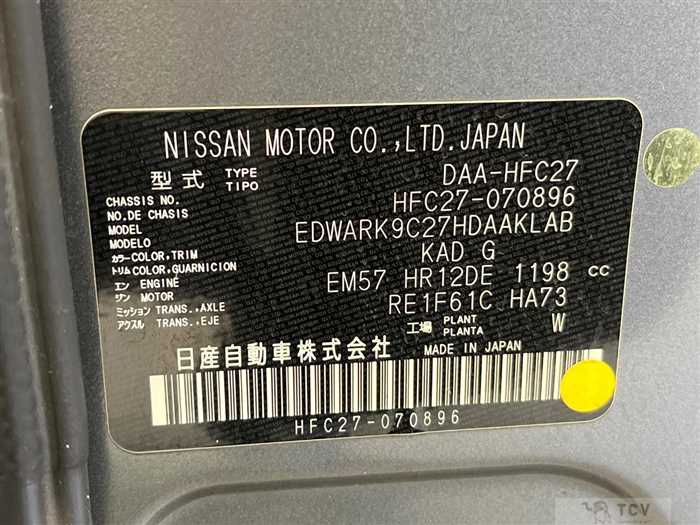 NISSAN MOTOR CO.,LTD.JAPAN
型式 TYPE TIPO DAA-HFC27
CHASSIS NO. NO.DE CHASIS HFC27-070896
MODEL MODELO EDWARK9C27HDAAKLAB
カラー COLOR,TRIM
トリム COLOR,GUARNICION KAD G
エン ENGINE
ジン MOTOR EM57 HR12DE 1198 cc
ミッション TRANS.,AXLE
アクスル TRANS.,EJE RE1F61C HA73
工場 PLANT PLANTA W
日産自動車株式会社 MADE IN JAPAN
HFC27-070896
TCV